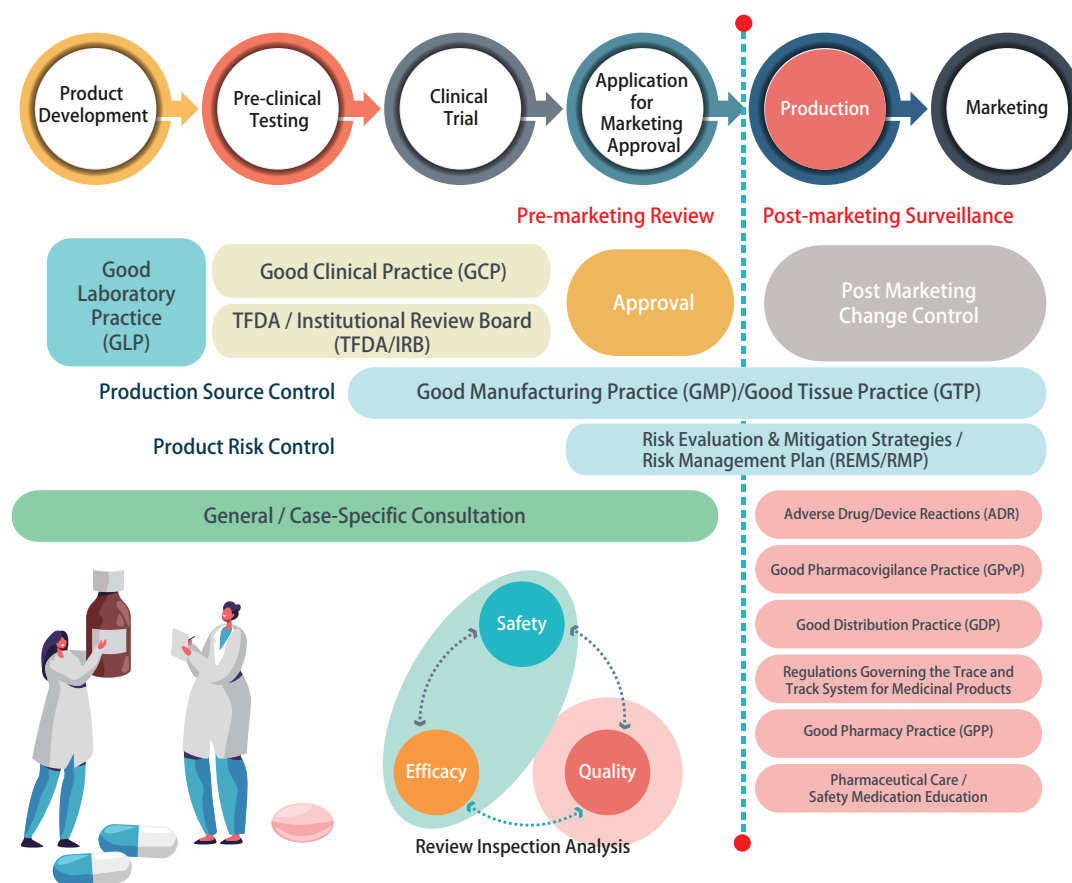 Product
Development
Pre-clinical
Testing
Clinical
Trial
Application
for
Marketing
Approval
Production
Marketing
Pre-marketing Review
Post-marketing Surveillance
Good
Laboratory
Practice
(GLP)
Good Clinical Practice (GCP)
TFDA / Institutional Review Board
(TFDA/IRB)
Approval
Post Marketing
Change Control
Production Source Control
Good Manufacturing Practice (GMP)/Good Tissue Practice (GTP)
Product Risk Control
Risk Evaluation & Mitigation Strategies /
Risk Management Plan (REMS/RMP)
General / Case-Specific Consultation
Adverse Drug/Device Reactions (ADR)
Good Pharmacovigilance Practice (GPvP)
Good Distribution Practice (GDP)
Regulations Governing the Trace and
Track System for Medicinal Products
Good Pharmacy Practice (GPP)
Pharmaceutical Care /
Safety Medication Education
Safety
Efficacy
Quality
Review Inspection Analysis